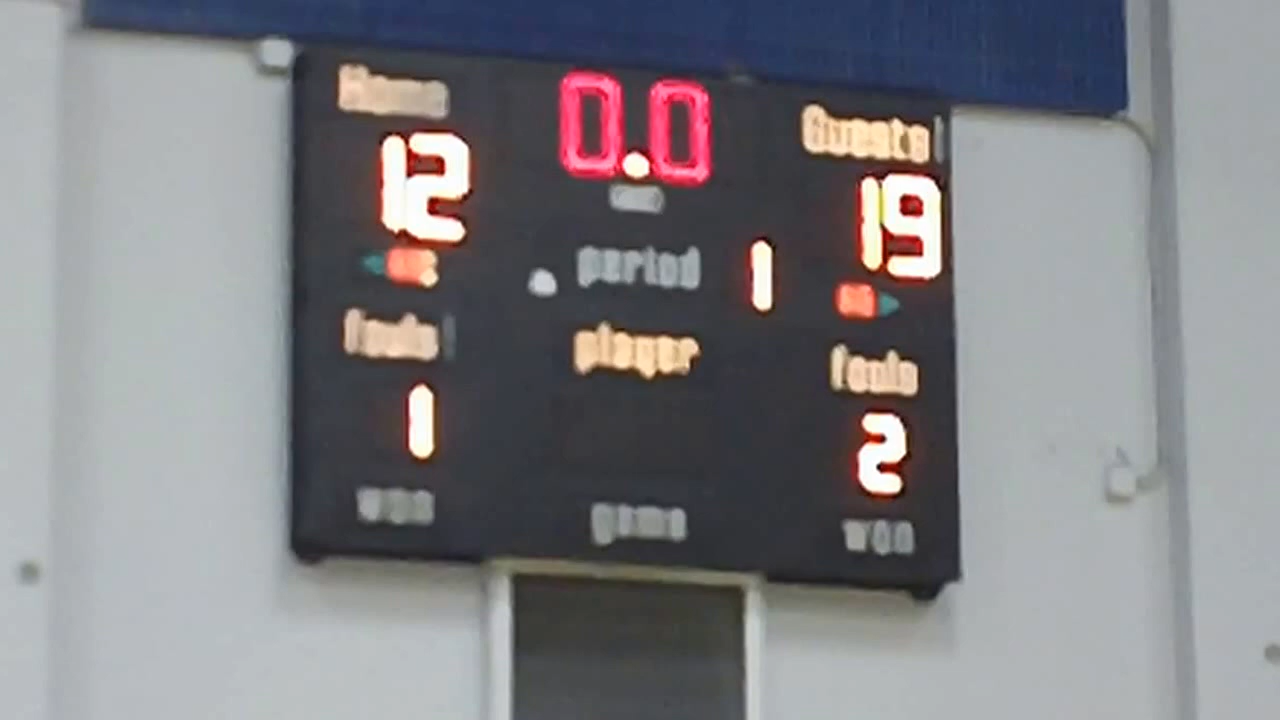 Home 0.0 Guests
12 19
period 1
fouls player fouls
1 2
won game won